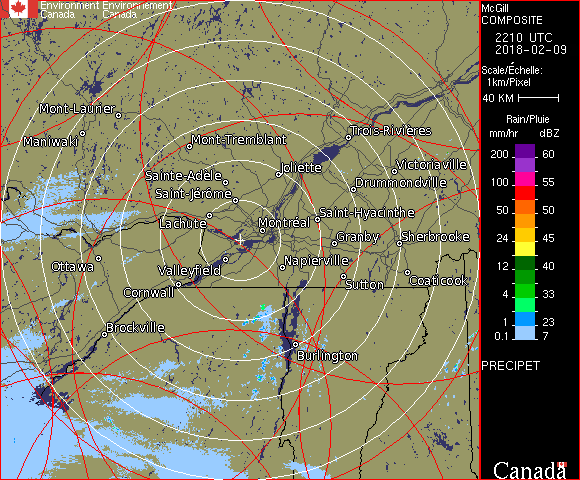 Environment Environnement
Canada Canada
McGill
COMPOSITE
2210 UTC
2018-02-09
Scale/Échelle:
1km/Pixel
40 KM
Rain/Pluie
mm/hr dBZ
200 60
100 55
50 50
24 45
12 40
4 33
2 28
1 23
0.1 7
PRECIPET
Mont-Laurier
Maniwaki
Mont-Tremblant
Trois-Rivières
Joliette
Victoriaville
Sainte-Adèle
Drummondville
Saint-Jérôme
Lachute
Saint-Hyacinthe
Montréal
Granby
Sherbrooke
Ottawa
Valleyfield
Napierville
Cornwall
Sutton
Coaticook
Brockville
Burlington
Canada